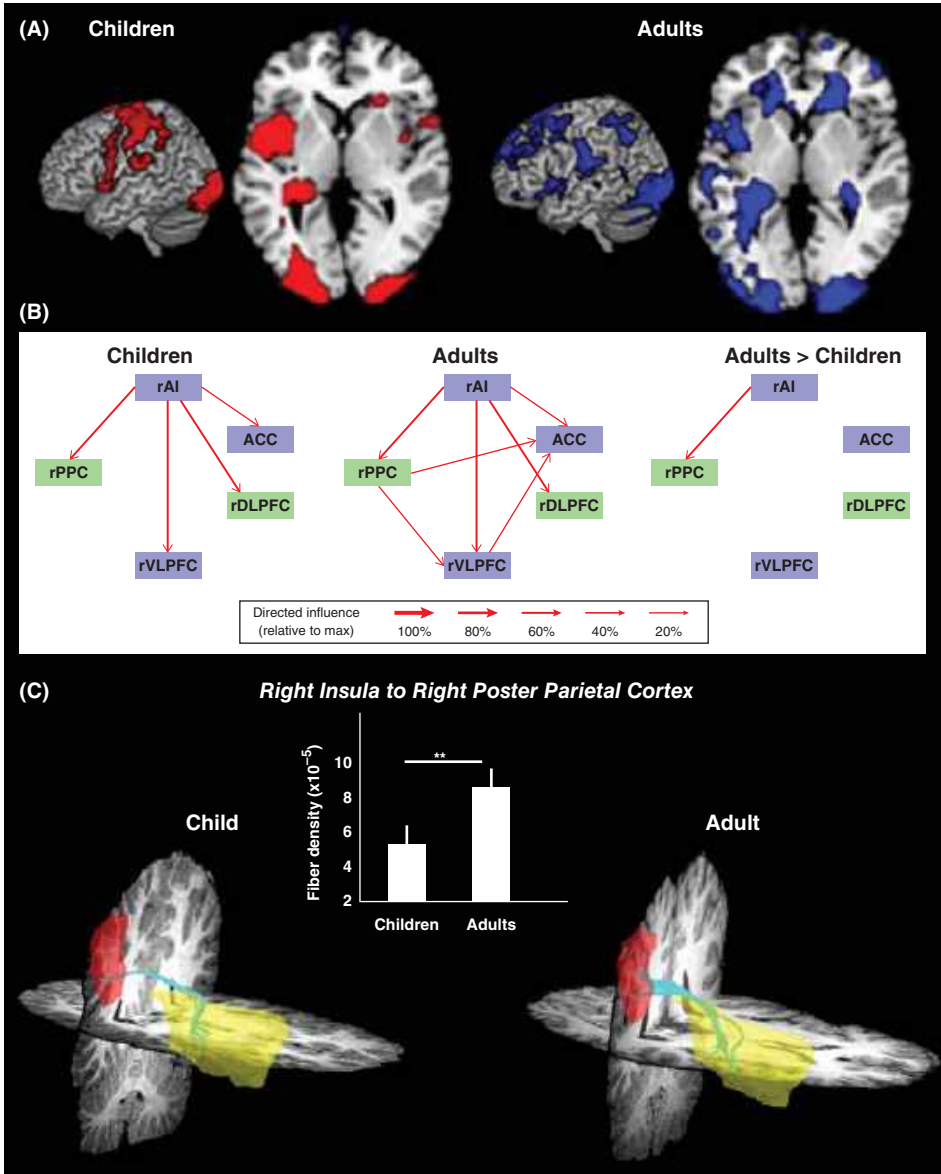 (A) Children Adults
(B)
Children Adults Adults > Children
rAI rAI rAI
ACC ACC ACC
rPPC rPPC rPPC
rDLPFC rDLPFC rDLPFC
rVLPFC rVLPFC rVLPFC
Directed influence
(relative to max) 100% 80% 60% 40% 20%
(C) Right Insula to Right Poster Parietal Cortex
Fiber density (x10⁻⁵)
10
8
6
4
2
**
Children Adults
Child Adult